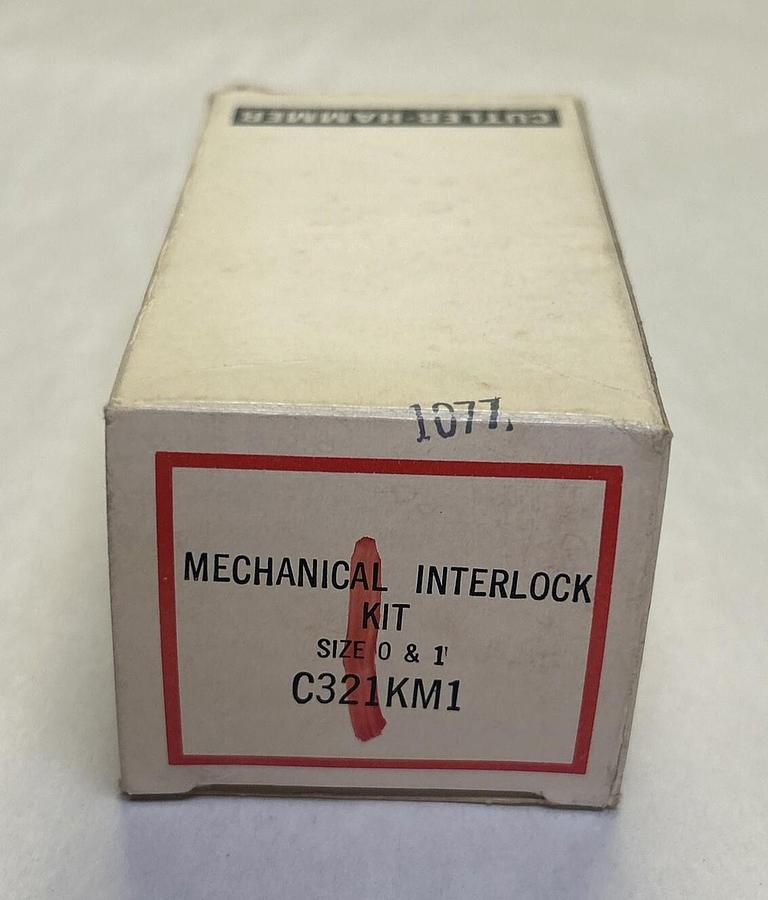 CUTLER-HAMMER
1077.
MECHANICAL INTERLOCK
KIT
SIZE 0 & 1
C321KM1